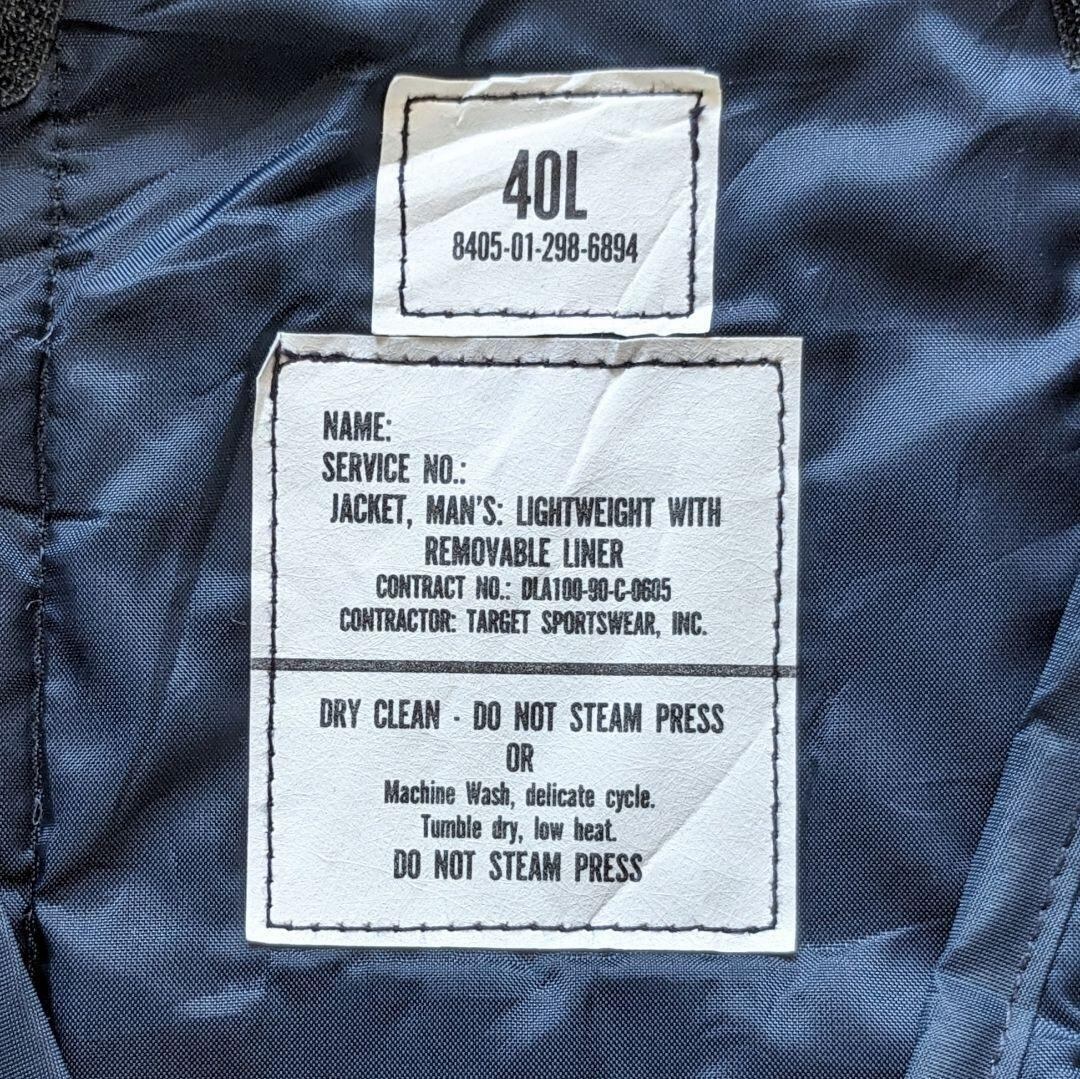 40L
8405-01-298-6894
NAME:
SERVICE NO.:
JACKET, MAN'S: LIGHTWEIGHT WITH
REMOVABLE LINER
CONTRACT NO.: DLA100-90-C-0605
CONTRACTOR: TARGET SPORTSWEAR, INC.
DRY CLEAN - DO NOT STEAM PRESS
OR
Machine Wash, delicate cycle.
Tumble dry, low heat.
DO NOT STEAM PRESS